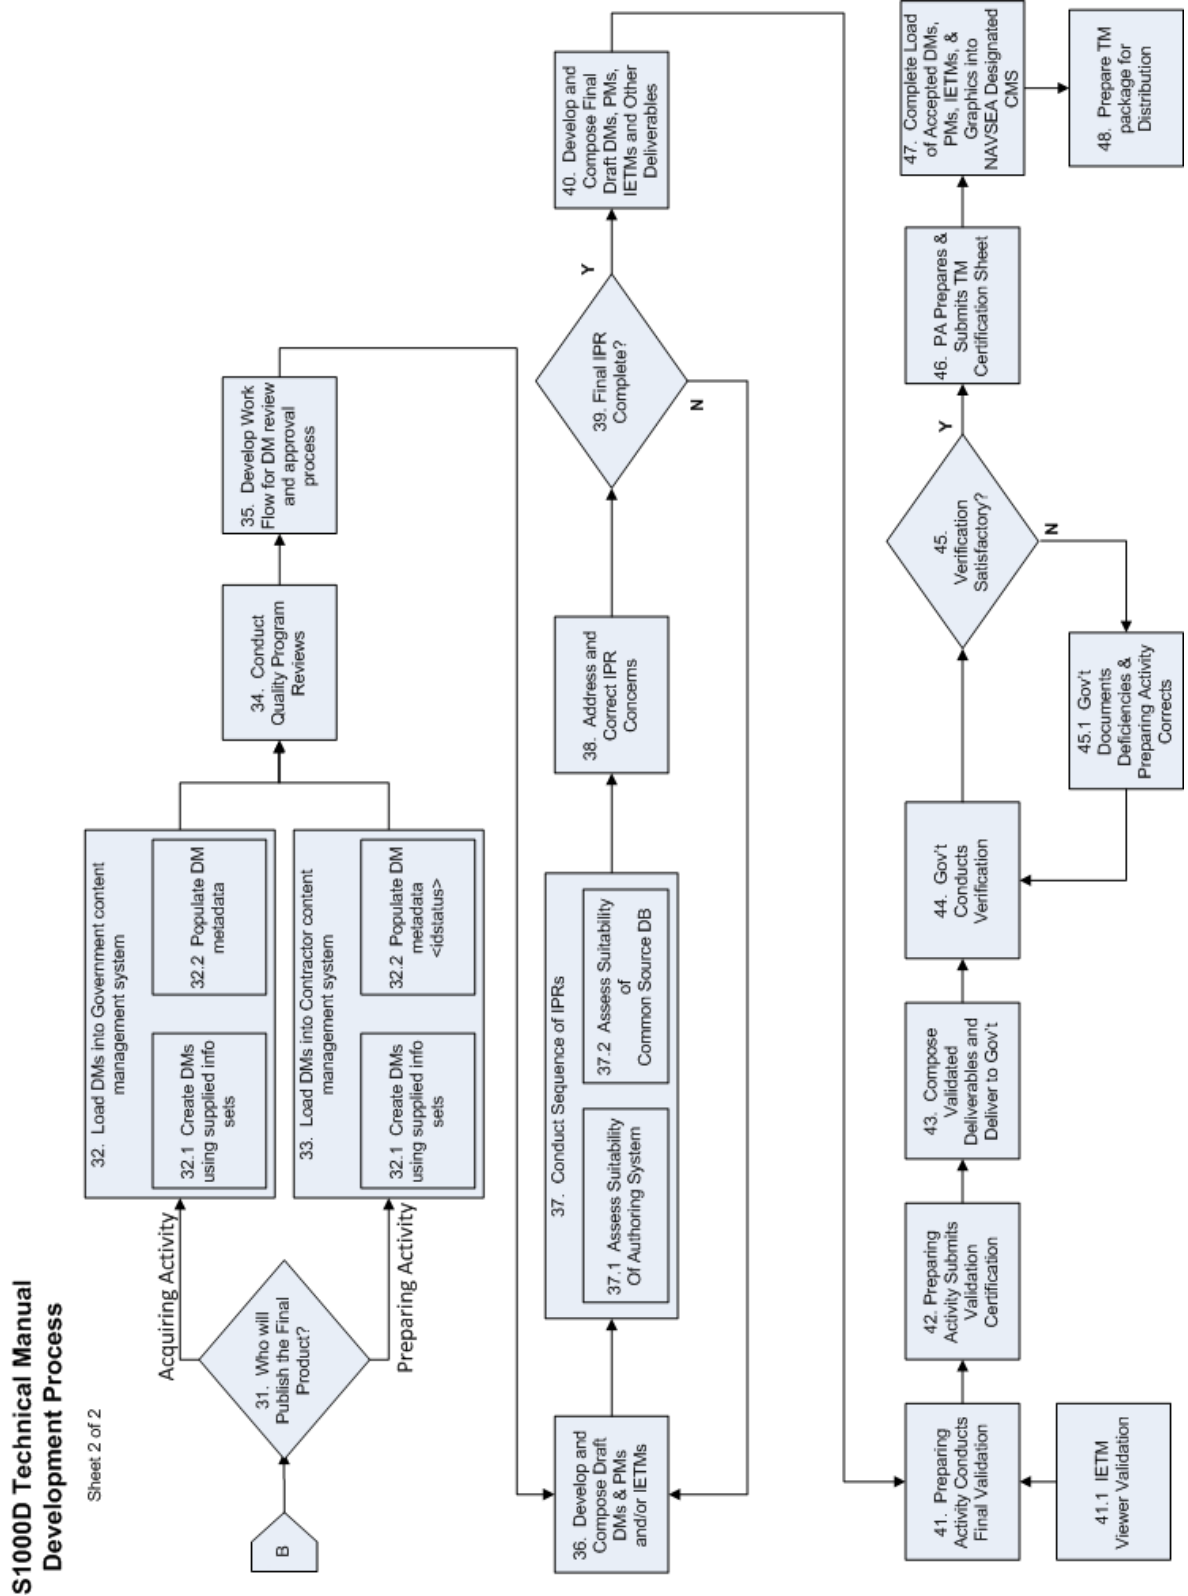 S1000D Technical Manual
Development Process
Sheet 2 of 2
B
31. Who will
Publish the Final
Product?
Acquiring Activity
Preparing Activity
32. Load DMs into Government content
management system
32.1 Create DMs
using supplied info
sets
32.2 Populate DM
metadata
33. Load DMs into Contractor content
management system
32.1 Create DMs
using supplied info
sets
32.2 Populate DM
metadata
<idstatus>
34. Conduct
Quality Program
Reviews
35. Develop Work
Flow for DM review
and approval
process
36. Develop and
Compose Draft
DMs & PMs
and/or IETMs
37. Conduct Sequence of IPRs
37.1 Assess Suitability
Of Authoring System
37.2 Assess Suitability
of
Common Source DB
38. Address and
Correct IPR
Concerns
39. Final IPR
Complete?
Y
N
40. Develop and
Compose Final
Draft DMs, PMs,
IETMs and Other
Deliverables
41. Preparing
Activity Conducts
Final Validation
41.1 IETM
Viewer Validation
42. Preparing
Activity Submits
Validation
Certification
43. Compose
Validated
Deliverables and
Deliver to Gov't
44. Gov't
Conducts
Verification
45.
Verification
Satisfactory?
Y
N
45.1 Gov't
Documents
Deficiencies &
Preparing Activity
Corrects
46. PA Prepares &
Submits TM
Certification Sheet
47. Complete Load
of Accepted DMs,
PMs, IETMs, &
Graphics into
NAVSEA Designated
CMS
48. Prepare TM
package for
Distribution